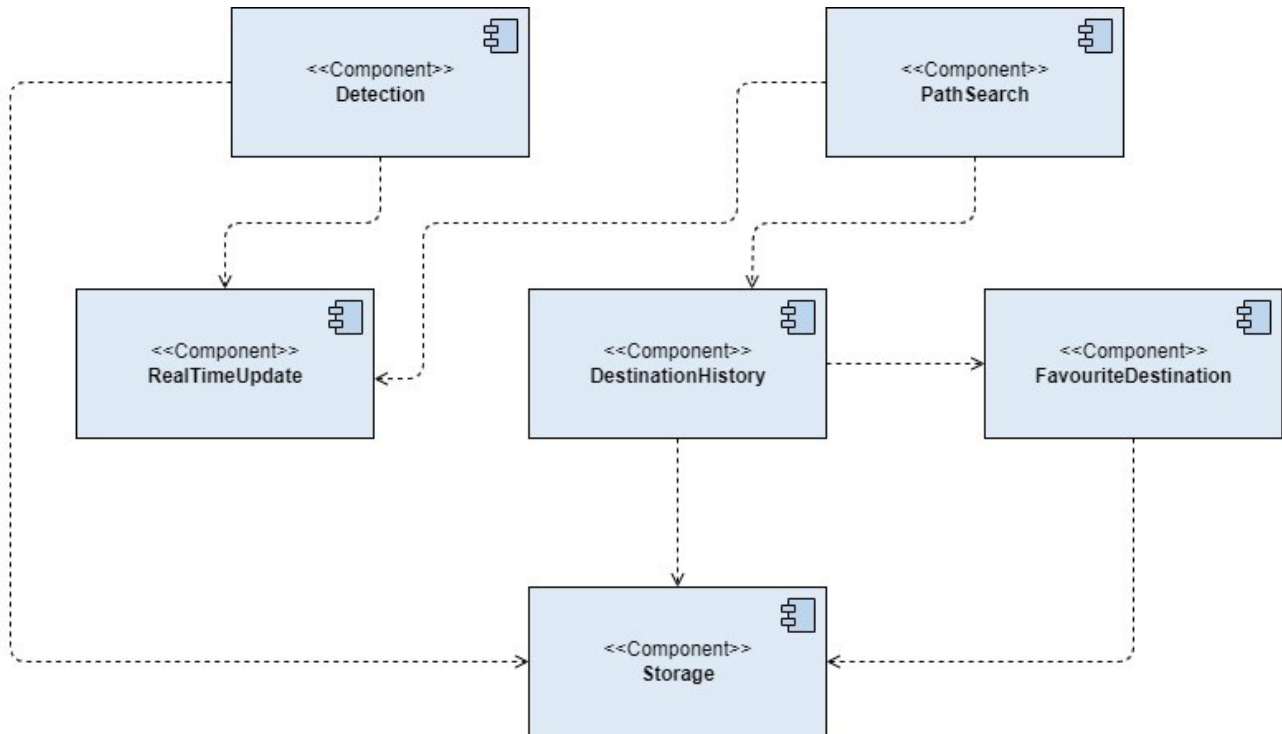 <<Component>>
Detection
<<Component>>
PathSearch
<<Component>>
RealTimeUpdate
<<Component>>
DestinationHistory
<<Component>>
FavouriteDestination
<<Component>>
Storage